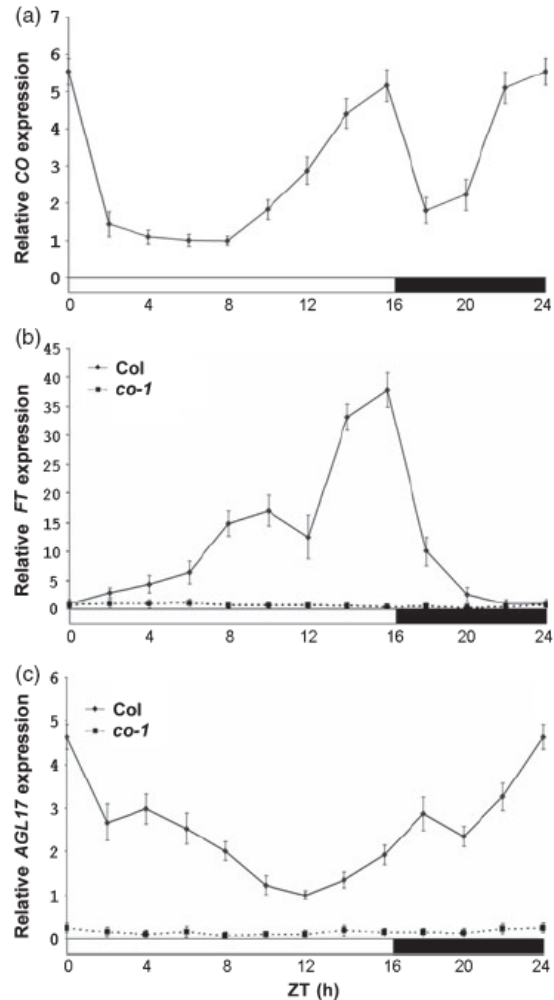 (a)
Relative CO expression
7
6
5
4
3
2
1
0
0 4 8 12 16 20 24
(b)
Relative FT expression
Col
co-1
45
40
35
30
25
20
15
10
5
0
0 4 8 12 16 20 24
(c)
Relative AGL17 expression
Col
co-1
6
5
4
3
2
1
0
0 4 8 12 16 20 24
ZT (h)